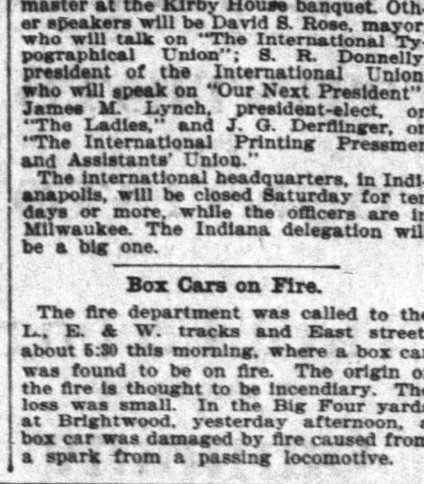 master at the Kirby House banquet. Oth-
er speakers will be David S. Rose, mayor,
who will talk on "The International Ty-
pographical Union"; S. R. Donnelly
president of the International Union
who will speak on "Our Next President"
James M. Lynch, president-elect, on
"The Ladies," and J. G. Derflinger, on
"The International Printing Pressmen
and Assistants' Union."
The international headquarters, in Indi-
anapolis, will be closed Saturday for ten
days or more, while the officers are in
Milwaukee. The Indiana delegation will
be a big one.
Box Cars on Fire.
The fire department was called to the
L., E. & W. tracks and East street
about 5:30 this morning, where a box car
was found to be on fire. The origin of
the fire is thought to be incendiary. The
loss was small. In the Big Four yards
at Brightwood, yesterday afternoon, a
box car was damaged by fire caused from
a spark from a passing locomotive.